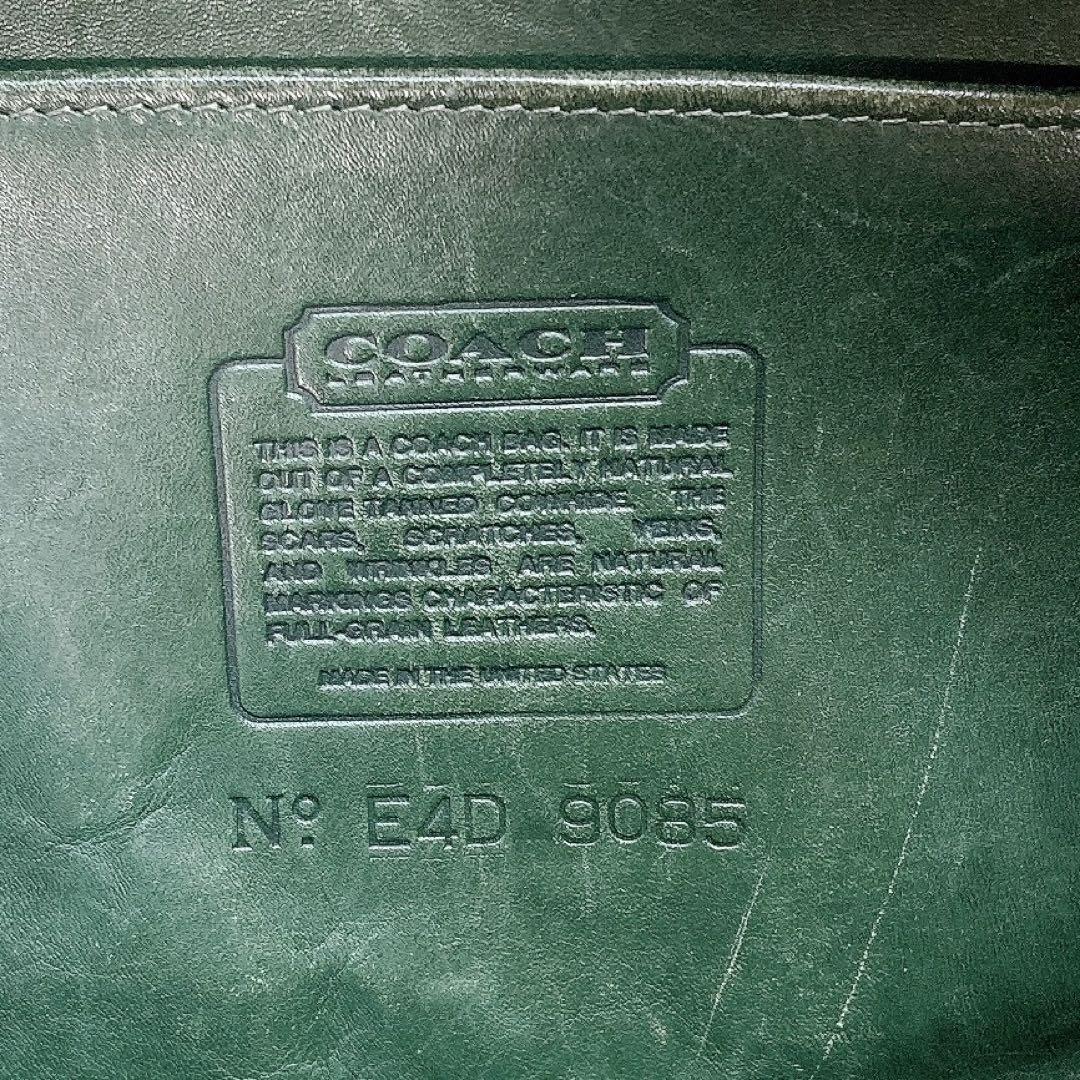 COACH
LEATHERWARE
THIS IS A COACH BAG. IT IS MADE
OUT OF A COMPLETELY NATURAL
GLOVE TANNED COWHIDE. THE
SCARS, SCRATCHES, VEINS,
AND WRINKLES ARE NATURAL
MARKINGS CHARACTERISTIC OF
FULL-GRAIN LEATHERS.
MADE IN THE UNITED STATES
Nº E4D 9085